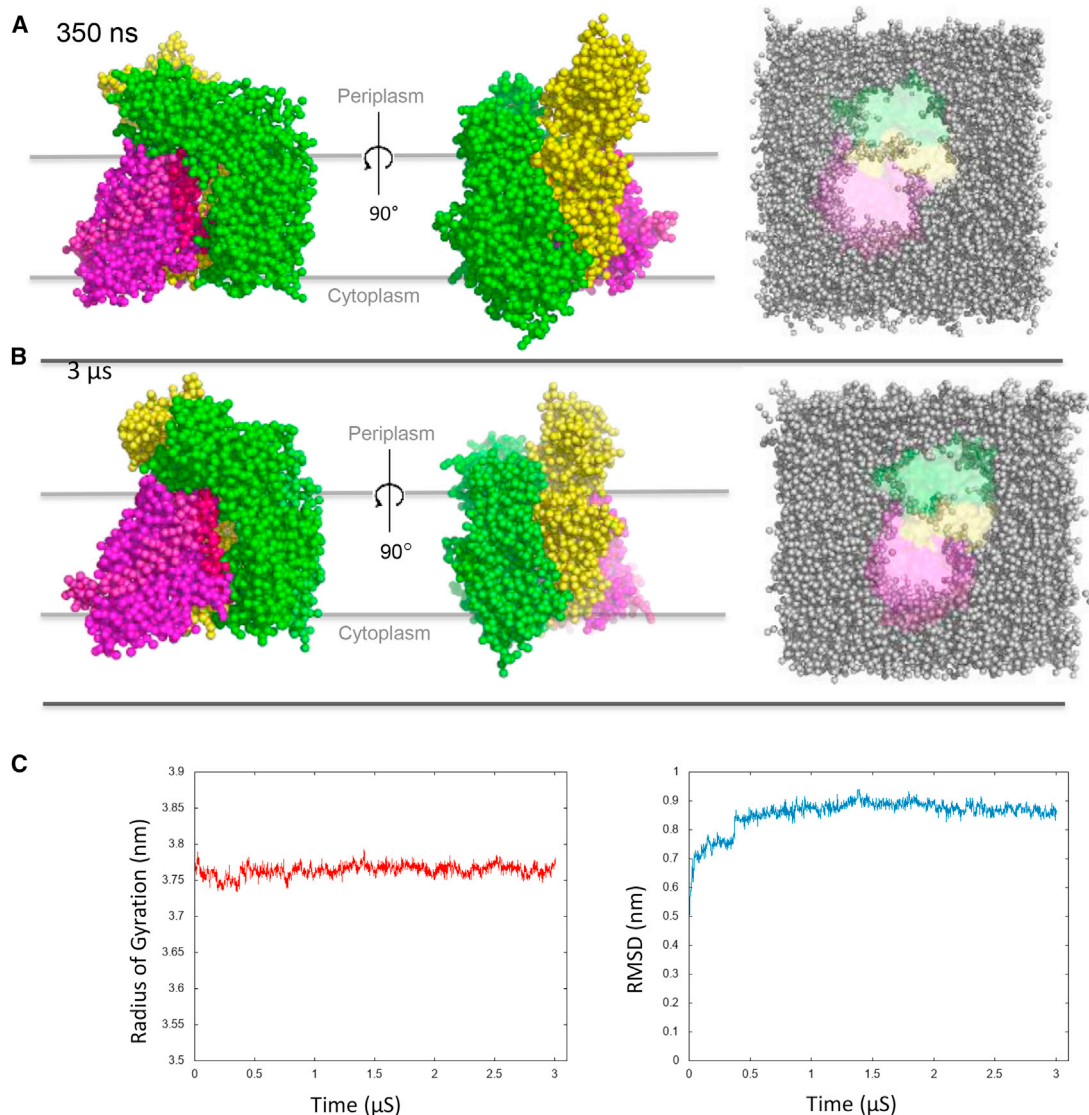 A
350 ns
Periplasm
90°
Cytoplasm
B
3 µs
Periplasm
90°
Cytoplasm
C
3.9
3.85
3.8
3.75
3.7
3.65
3.6
3.55
3.5
Radius of Gyration (nm)
0 0.5 1 1.5 2 2.5 3
Time (µS)
1
0.9
0.8
0.7
0.6
0.5
0.4
0.3
0.2
0.1
0
RMSD (nm)
0 0.5 1 1.5 2 2.5 3
Time (µS)